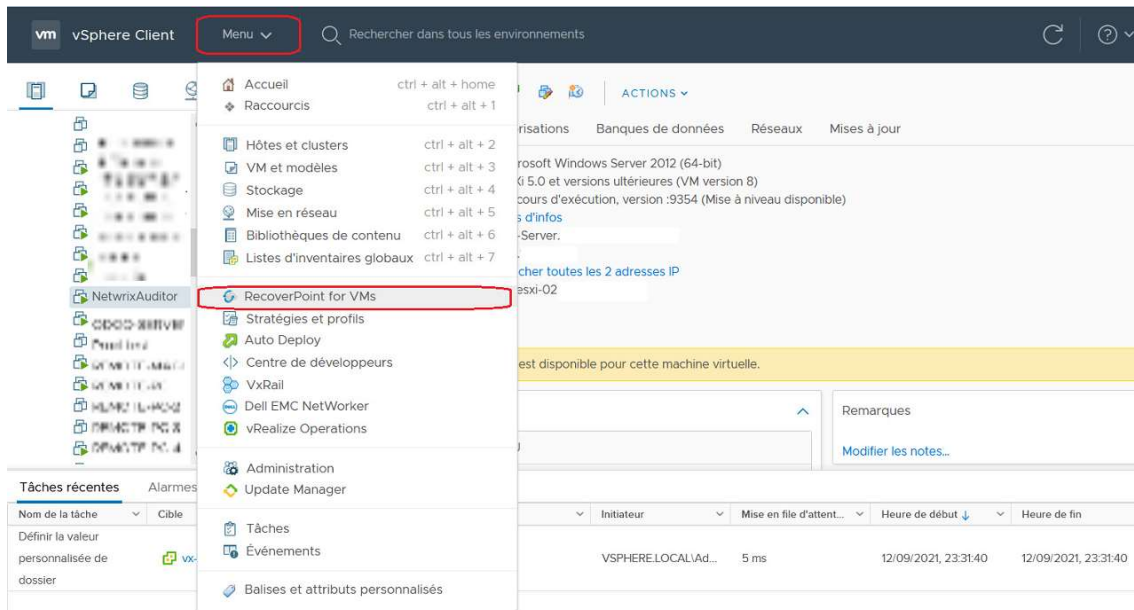 vm vSphere Client Menu Rechercher dans tous les environnements
ACTIONS
Accueil ctrl + alt + home
Raccourcis ctrl + alt + 1
risations Banques de données Réseaux Mises à jour
Hôtes et clusters ctrl + alt + 2
VM et modèles ctrl + alt + 3
Stockage ctrl + alt + 4
Mise en réseau ctrl + alt + 5
Bibliothèques de contenu ctrl + alt + 6
Listes d'inventaires globaux ctrl + alt + 7
rosoft Windows Server 2012 (64-bit)
Ki 5.0 et versions ultérieures (VM version 8)
cours d'exécution, version :9354 (Mise à niveau disponible)
s d'infos
-Server.
cher toutes les 2 adresses IP
esxi-02
NetwrixAuditor
RecoverPoint for VMs
Stratégies et profils
Auto Deploy
Centre de développeurs
VxRail
Dell EMC NetWorker
vRealize Operations
est disponible pour cette machine virtuelle.
Remarques
Modifier les notes...
Administration
Update Manager
Tâches
Événements
Balises et attributs personnalisés
Tâches récentes Alarmes
Nom de la tâche Cible Initiateur Mise en file d'attent... Heure de début Heure de fin
Définir la valeur
personnalisée de vx- VSPHERE.LOCAL\Ad... 5 ms 12/09/2021, 23:31:40 12/09/2021, 23:31:40
dossier